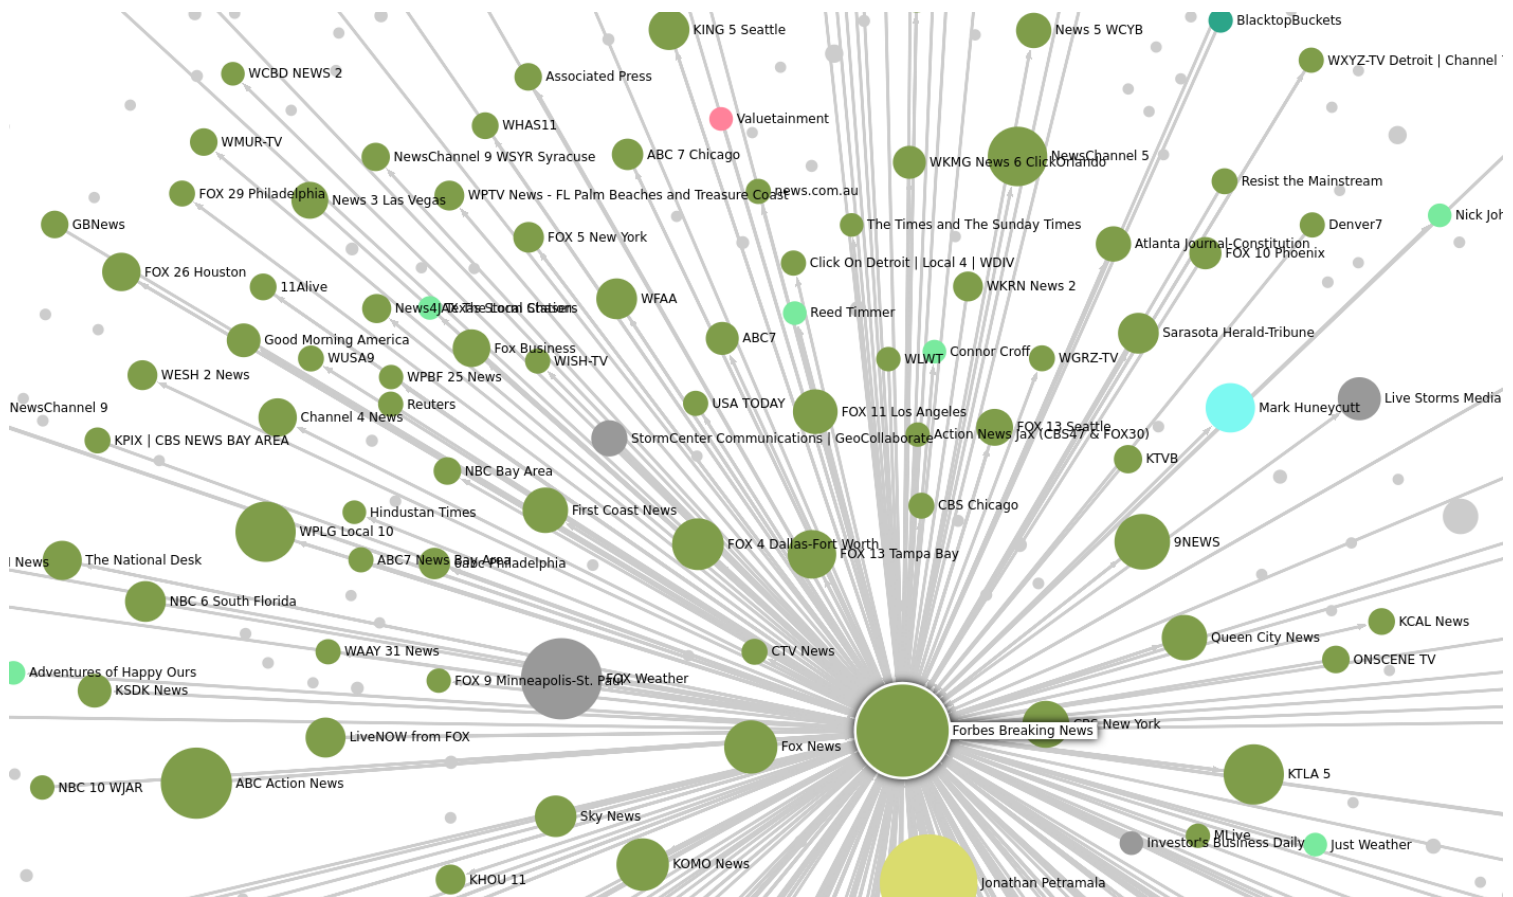 BlacktopBuckets
KING 5 Seattle
News 5 WCYB
WXYZ-TV Detroit | Channel
WCBD NEWS 2
Associated Press
Valuetainment
WHAS11
WMUR-TV
NewsChannel 9 WSYR Syracuse
ABC 7 Chicago
NewsChannel 5
WKMG News 6 ClickOrlando
Resist the Mainstream
FOX 29 Philadelphia
News 3 Las Vegas
WPTV News - FL Palm Beaches and Treasure Coast
news.com.au
Nick Joh
GBNews
The Times and The Sunday Times
Denver7
FOX 5 New York
Atlanta Journal-Constitution
FOX 10 Phoenix
Click On Detroit | Local 4 | WDIV
FOX 26 Houston
11Alive
WKRN News 2
WFAA
News4JAX The Local Station
Texas Storm Chasers
Reed Timmer
Sarasota Herald-Tribune
Good Morning America
ABC7
Fox Business
Connor Croff
WUSA9
WISH-TV
WLWT
WGRZ-TV
WESH 2 News
WPBF 25 News
Live Storms Media
Reuters
USA TODAY
NewsChannel 9
Mark Huneycutt
FOX 11 Los Angeles
Channel 4 News
FOX 13 Seattle
Action News Jax (CBS47 & FOX30)
StormCenter Communications | GeoCollaborate
KPIX | CBS NEWS BAY AREA
KTVB
NBC Bay Area
CBS Chicago
First Coast News
Hindustan Times
WPLG Local 10
9NEWS
FOX 4 Dallas-Fort Worth
FOX 13 Tampa Bay
News
The National Desk
ABC7 News Bay Area
6abc Philadelphia
NBC 6 South Florida
KCAL News
Queen City News
WAAY 31 News
CTV News
ONSCENE TV
Adventures of Happy Ours
FOX 9 Minneapolis-St. Paul
FOX Weather
KSDK News
CBS New York
Forbes Breaking News
LiveNOW from FOX
Fox News
KTLA 5
ABC Action News
NBC 10 WJAR
Sky News
MLive
Investor's Business Daily
Just Weather
KOMO News
KHOU 11
Jonathan Petramala